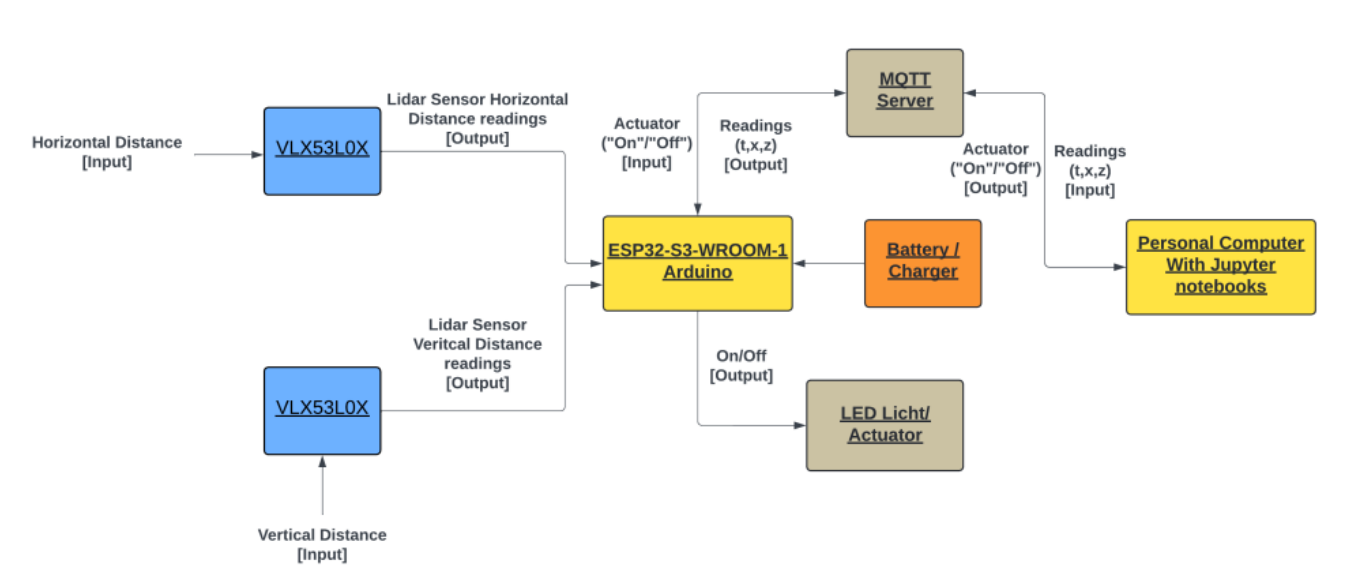 Horizontal Distance
[Input]
VLX53L0X
Lidar Sensor Horizontal
Distance readings
[Output]
Actuator
("On"/"Off")
[Input]
Readings
(t,x,z)
[Output]
MQTT
Server
Actuator
("On"/"Off")
[Output]
Readings
(t,x,z)
[Input]
ESP32-S3-WROOM-1
Arduino
Battery /
Charger
Personal Computer
With Jupyter
notebooks
Lidar Sensor
Veritcal Distance
readings
[Output]
On/Off
[Output]
VLX53L0X
LED Licht/
Actuator
Vertical Distance
[Input]